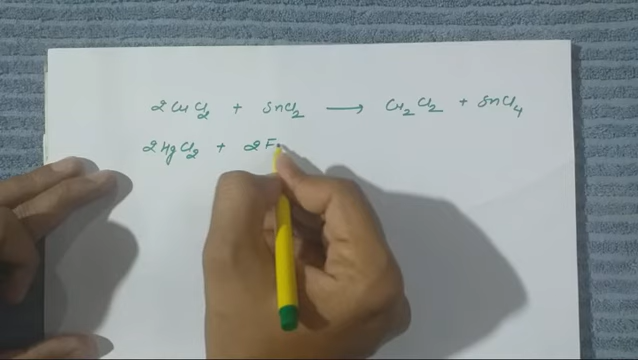 2CuCl₂ + SnCl₂ ⟶ Cu₂Cl₂ + SnCl₄
2HgCl₂ + 2F